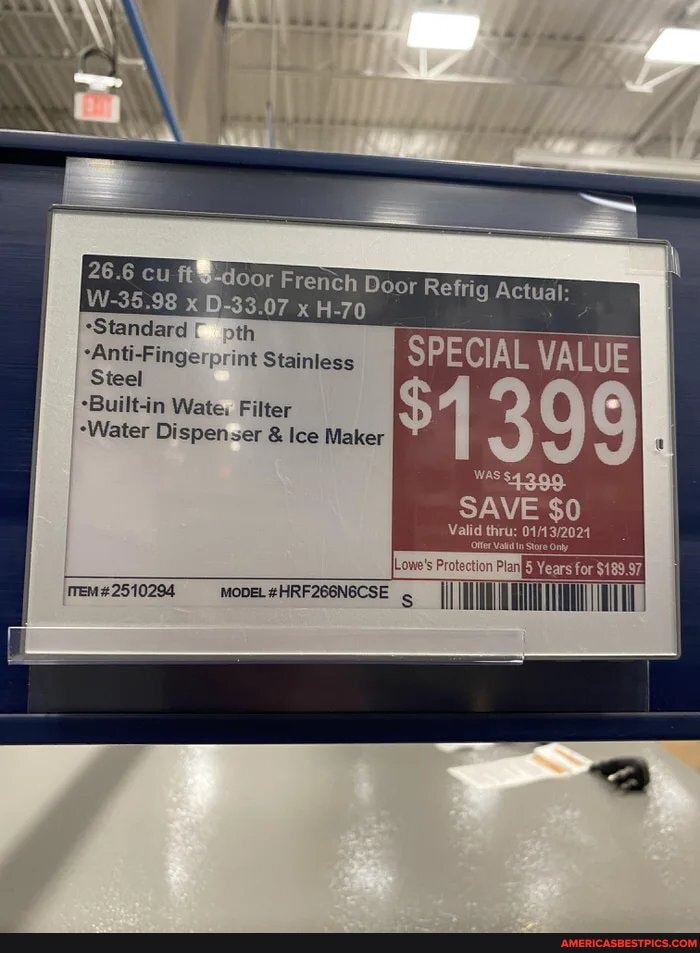 26.6 cu ft -door French Door Refrig Actual:
W-35.98 x D-33.07 x H-70
•Standard
•Anti-Fingerprint Stainless
Steel
•Built-in Water Filter
•Water Dispenser & Ice Maker
SPECIAL VALUE
$1399
WAS $1399
SAVE $0
Valid thru: 01/13/2021
Offer Valid In Store Only
Lowe's Protection Plan 5 Years for $189.97
ITEM # 2510294 MODEL # HRF266N6CSE S
AMERICASBESTPICS.COM